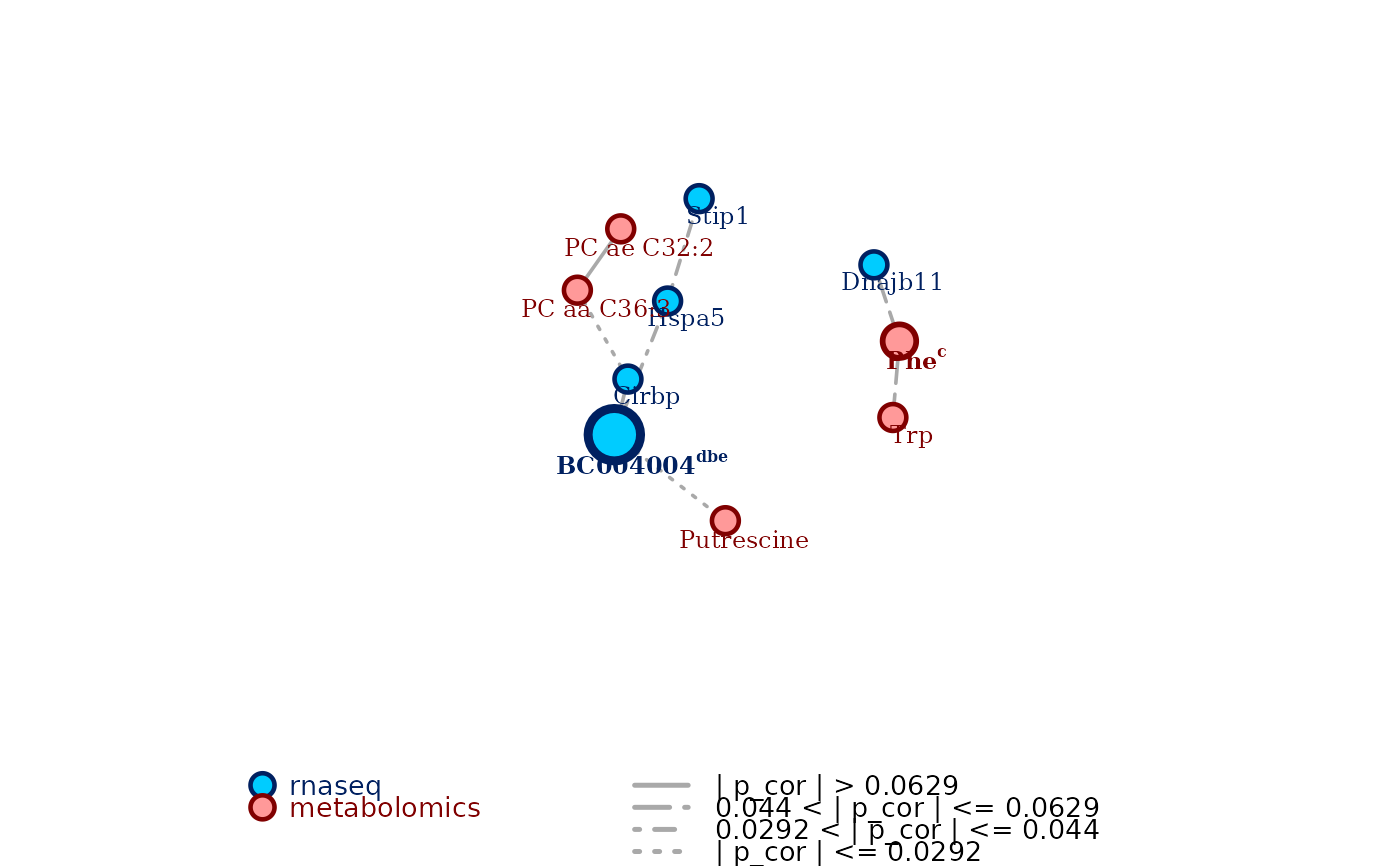 Stip1
PC ae C32:2
Dnajb11
PC aa C36:3
Hspa5
Phe^c
Cirbp
Trp
BC004004^dbe
Putrescine
rnaseq
metabolomics
| p_cor | > 0.0629
0.044 < | p_cor | <= 0.0629
0.0292 < | p_cor | <= 0.044
| p_cor | <= 0.0292